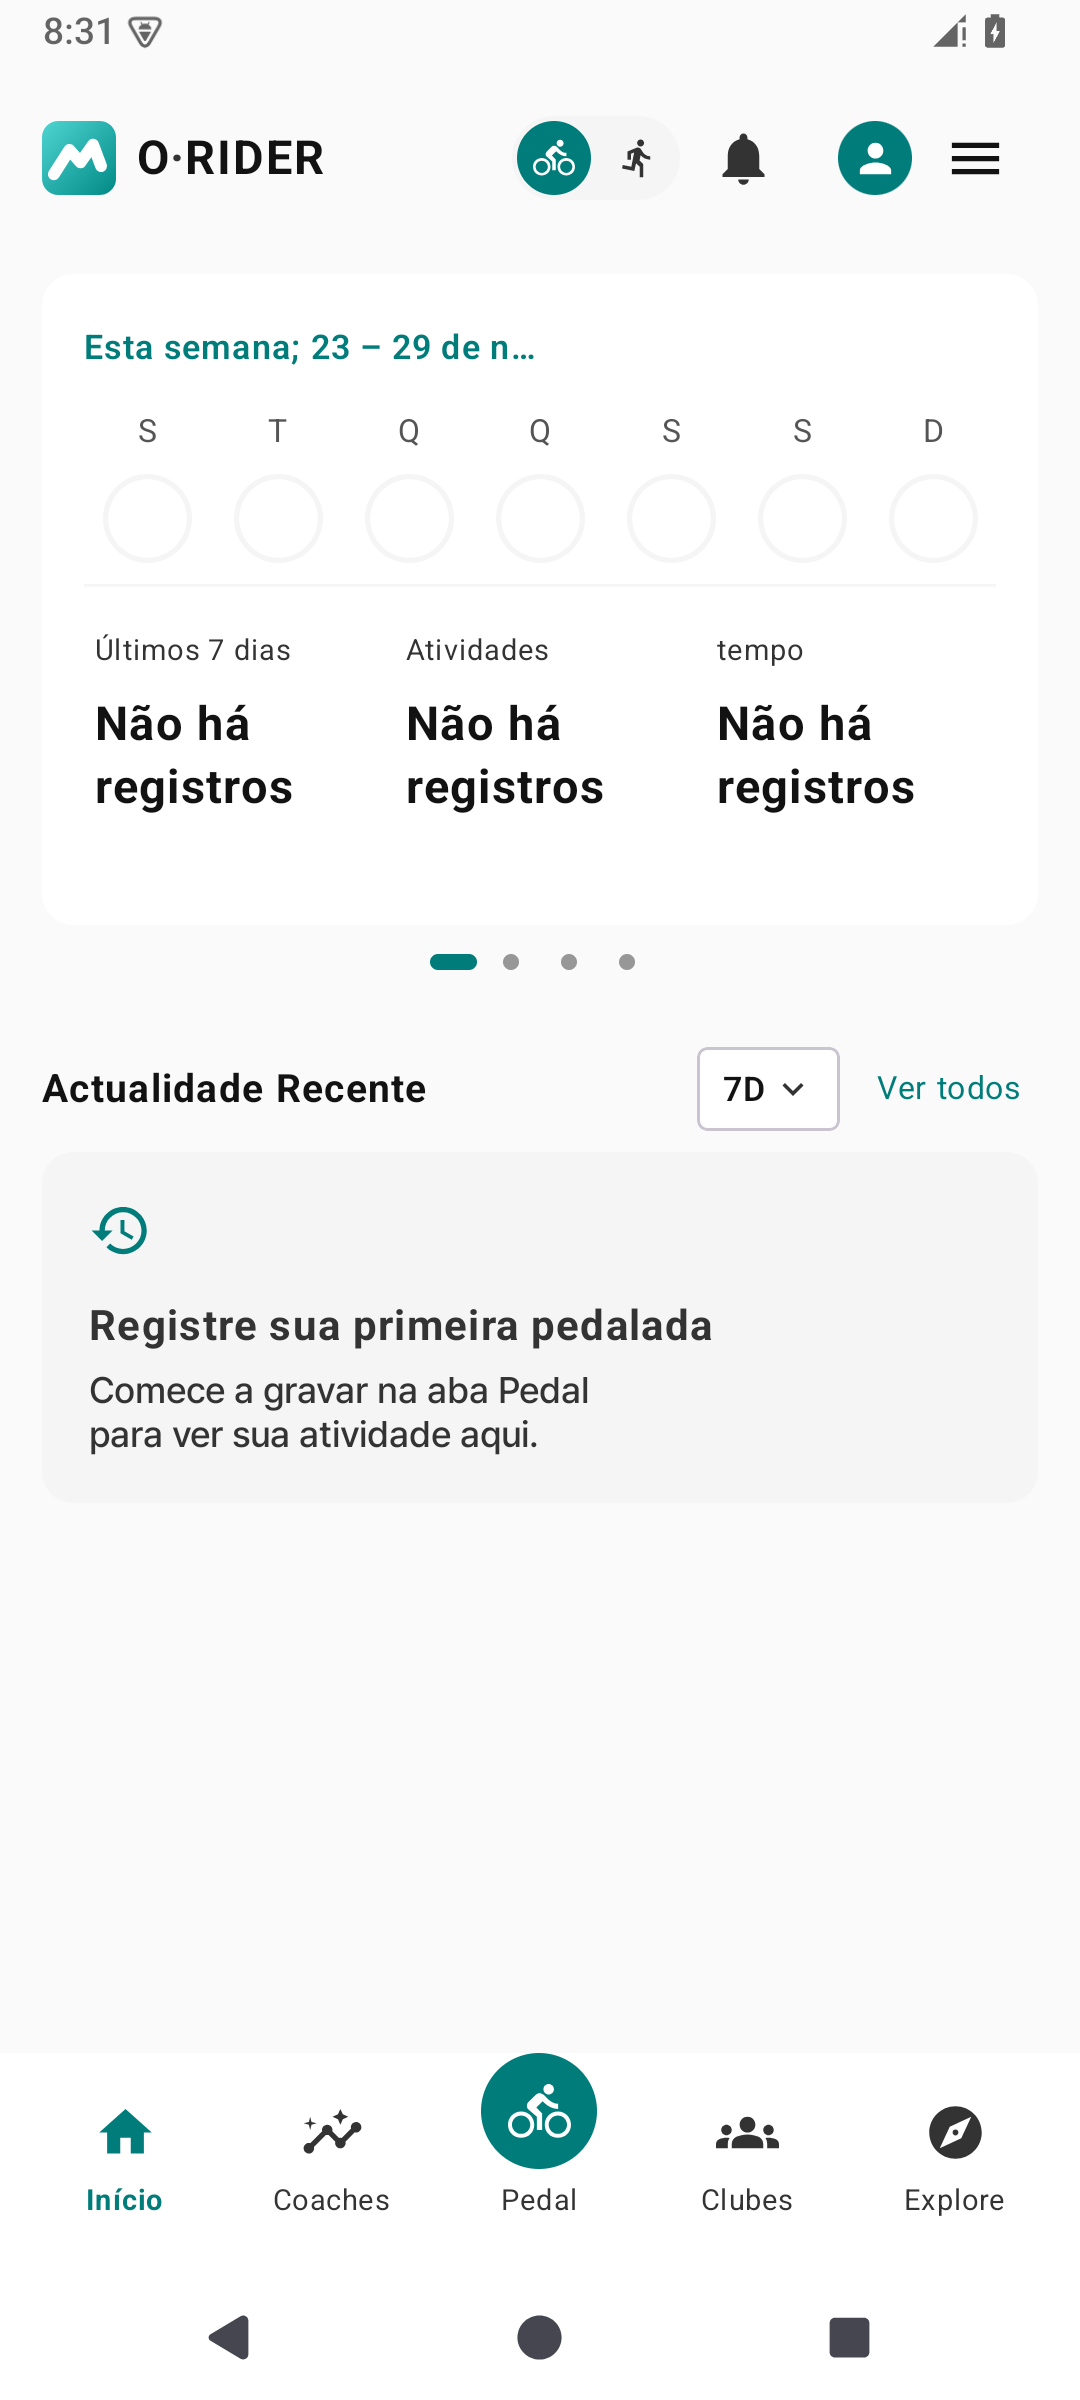 8:31
O·RIDER
Esta semana; 23 – 29 de n…
S T Q Q S S D
Últimos 7 dias Atividades tempo
Não há Não há Não há
registros registros registros
Actualidade Recente 7D Ver todos
Registre sua primeira pedalada
Comece a gravar na aba Pedal
para ver sua atividade aqui.
Início Coaches Pedal Clubes Explore